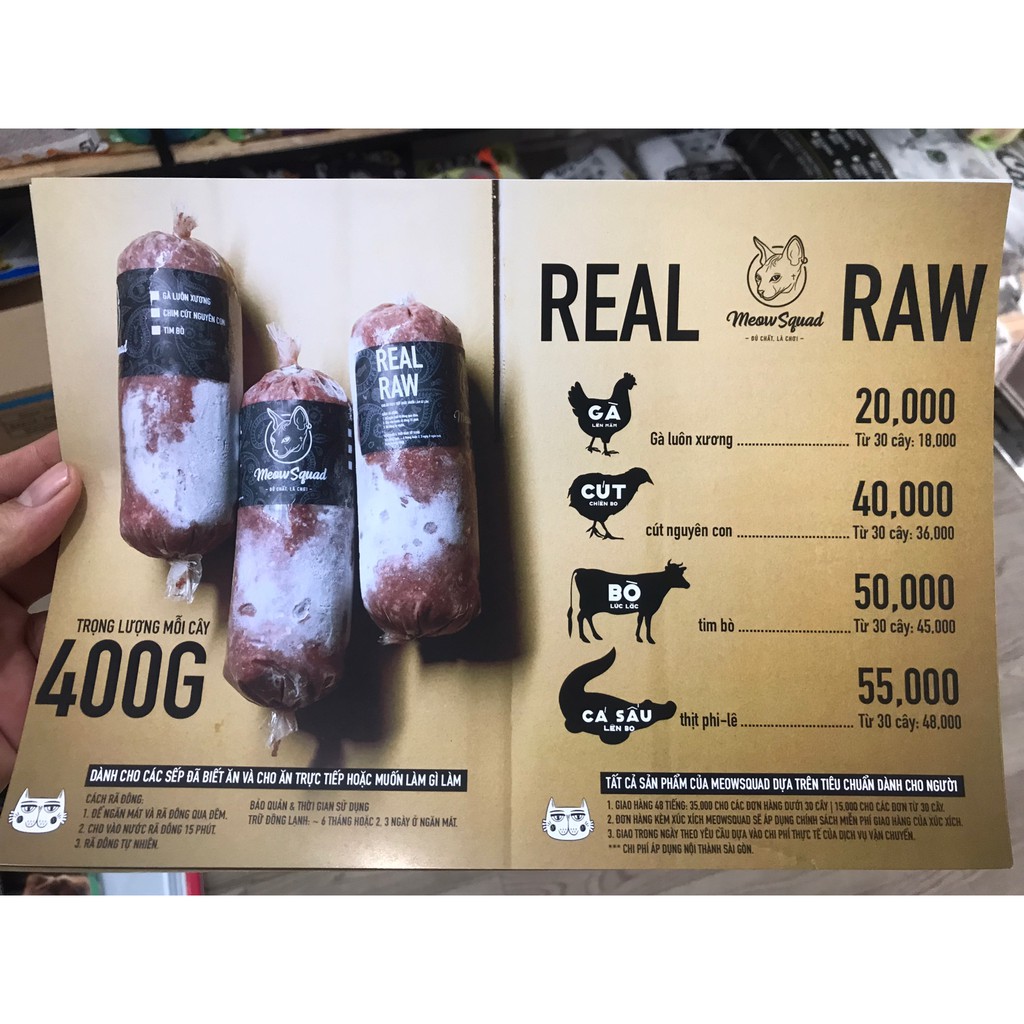 GÀ LUÔN XƯƠNG
CHIM CÚT NGUYÊN CON
TIM BÒ
REAL
RAW
MeowSquad
– ĐỦ CHẤT, LÀ CHƠI –
TRỌNG LƯỢNG MỖI CÂY
400G
DÀNH CHO CÁC SẾP ĐÃ BIẾT ĂN VÀ CHO ĂN TRỰC TIẾP HOẶC MUỐN LÀM GÌ LÀM
CÁCH RÃ ĐÔNG:
1. ĐỂ NGĂN MÁT VÀ RÃ ĐÔNG QUA ĐÊM.
2. CHO VÀO NƯỚC RÃ ĐÔNG 15 PHÚT.
3. RÃ ĐÔNG TỰ NHIÊN.
BẢO QUẢN & THỜI GIAN SỬ DỤNG
TRỮ ĐÔNG LẠNH: ~ 6 THÁNG HOẶC 2, 3 NGÀY Ở NGĂN MÁT.
REAL RAW
MeowSquad
– ĐỦ CHẤT, LÀ CHƠI –
GÀ
LÊN MÂM
20,000
Gà luôn xương ........................ Từ 30 cây: 18,000
CÚT
CHIÊN BƠ
40,000
cút nguyên con ........................ Từ 30 cây: 36,000
BÒ
LÚC LẮC
50,000
tim bò ........................ Từ 30 cây: 45,000
CÁ SẤU
LÊN BO
55,000
thịt phi-lê ........................ Từ 30 cây: 48,000
TẤT CẢ SẢN PHẨM CỦA MEOWSQUAD DỰA TRÊN TIÊU CHUẨN DÀNH CHO NGƯỜI
1. GIAO HÀNG 48 TIẾNG: 35.000 CHO CÁC ĐƠN HÀNG DƯỚI 30 CÂY | 15.000 CHO CÁC ĐƠN TỪ 30 CÂY.
2. ĐƠN HÀNG KÈM XÚC XÍCH MEOWSQUAD SẼ ÁP DỤNG CHÍNH SÁCH MIỄN PHÍ GIAO HÀNG CỦA XÚC XÍCH.
3. GIAO TRONG NGÀY THEO YÊU CẦU DỰA VÀO CHI PHÍ THỰC TẾ CỦA DỊCH VỤ VẬN CHUYỂN.
*** CHI PHÍ ÁP DỤNG NỘI THÀNH SÀI GÒN.